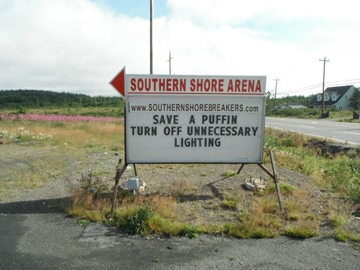 SOUTHERN SHORE ARENA
www.SOUTHERNSHOREBREAKERS.com
SAVE A PUFFIN
TURN OFF UNNECESSARY
LIGHTING